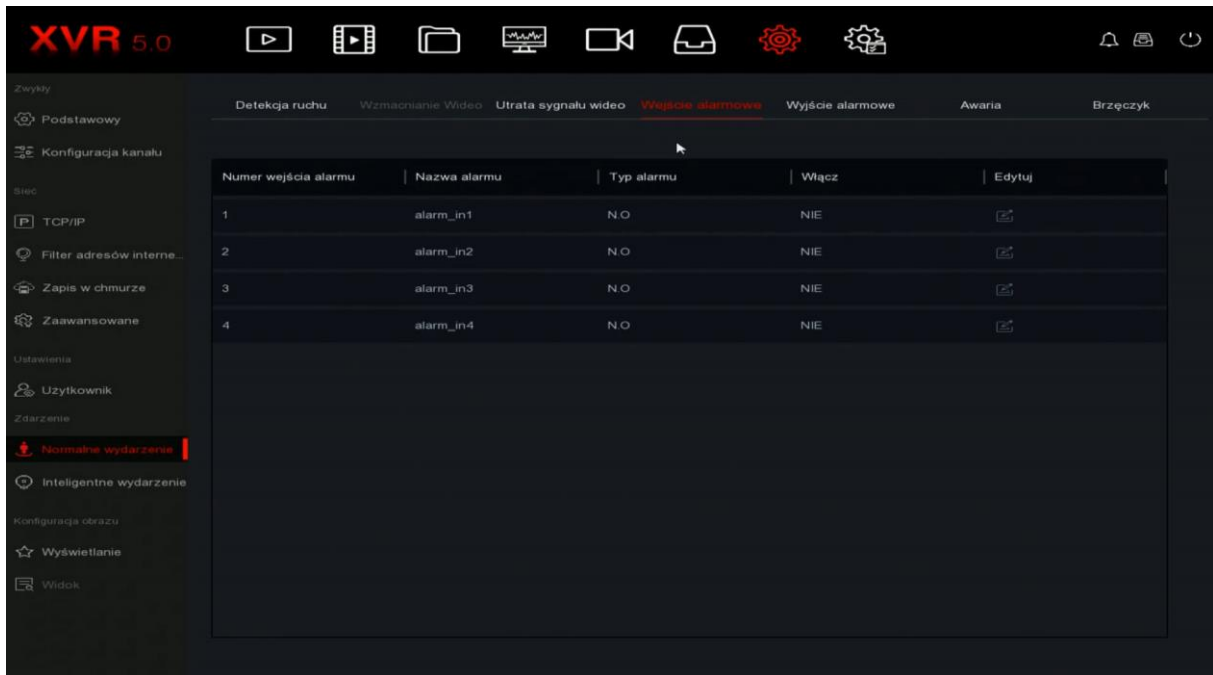 XVR 5.0
Zwykły
Podstawowy
Konfiguracja kanału
Sieć
P TCP/IP
Filter adresów interne...
Zapis w chmurze
Zaawansowane
Ustawienia
Użytkownik
Zdarzenie
Normalne wydarzenie
Inteligentne wydarzenie
Konfiguracja obrazu
Wyświetlanie
Widok
Detekcja ruchu Wzmacnianie Wideo Utrata sygnału wideo Wejście alarmowe Wyjście alarmowe Awaria Brzęczyk
Numer wejścia alarmu Nazwa alarmu Typ alarmu Włącz Edytuj
1 alarm_in1 N.O NIE
2 alarm_in2 N.O NIE
3 alarm_in3 N.O NIE
4 alarm_in4 N.O NIE